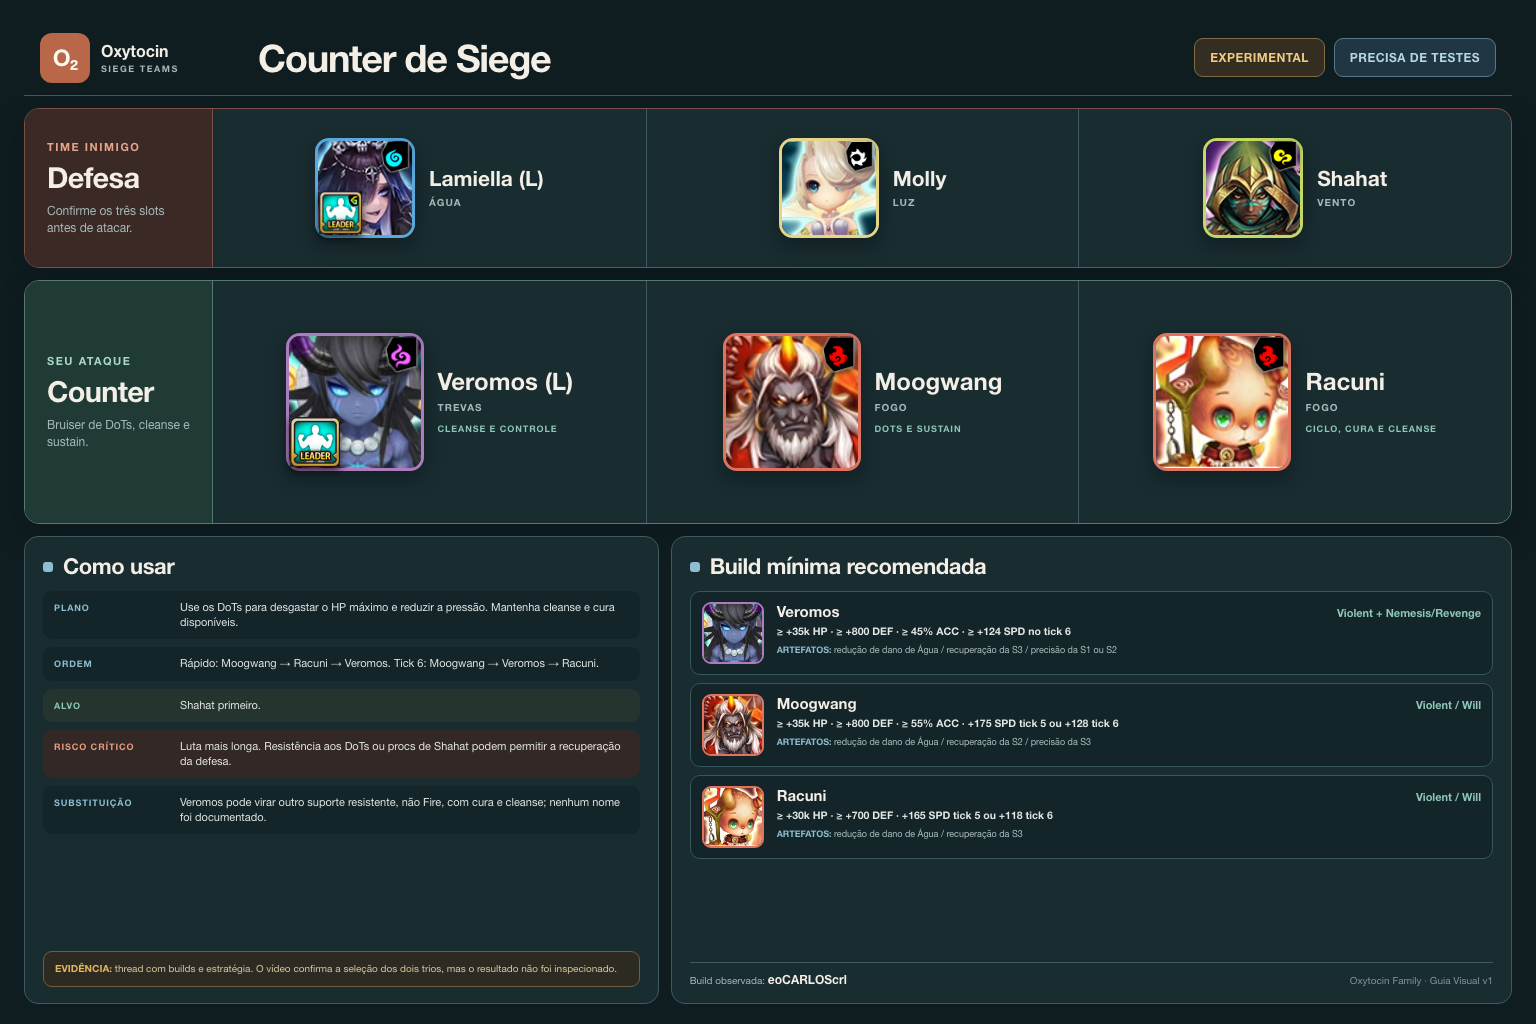 O2
Oxytocin
SIEGE TEAMS
Counter de Siege
EXPERIMENTAL
PRECISA DE TESTES
TIME INIMIGO
Defesa
Confirme os três slots
antes de atacar.
LEADER
Lamiella (L)
ÁGUA
Molly
LUZ
Shahat
VENTO
SEU ATAQUE
Counter
Bruiser de DoTs, cleanse e
sustain.
LEADER
Veromos (L)
TREVAS
CLEANSE E CONTROLE
Moogwang
FOGO
DOTS E SUSTAIN
Racuni
FOGO
CICLO, CURA E CLEANSE
Como usar
PLANO
Use os DoTs para desgastar o HP máximo e reduzir a pressão. Mantenha cleanse e cura
disponíveis.
ORDEM
Rápido: Moogwang → Racuni → Veromos. Tick 6: Moogwang → Veromos → Racuni.
ALVO
Shahat primeiro.
RISCO CRÍTICO
Luta mais longa. Resistência aos DoTs ou procs de Shahat podem permitir a recuperação
da defesa.
SUBSTITUIÇÃO
Veromos pode virar outro suporte resistente, não Fire, com cura e cleanse; nenhum nome
foi documentado.
EVIDÊNCIA: thread com builds e estratégia. O vídeo confirma a seleção dos dois trios, mas o resultado não foi inspecionado.
Build mínima recomendada
Veromos
Violent + Nemesis/Revenge
≥ +35k HP · ≥ +800 DEF · ≥ 45% ACC · ≥ +124 SPD no tick 6
ARTEFATOS: redução de dano de Água / recuperação da S3 / precisão da S1 ou S2
Moogwang
Violent / Will
≥ +35k HP · ≥ +800 DEF · ≥ 55% ACC · +175 SPD tick 5 ou +128 tick 6
ARTEFATOS: redução de dano de Água / recuperação da S2 / precisão da S3
Racuni
Violent / Will
≥ +30k HP · ≥ +700 DEF · +165 SPD tick 5 ou +118 tick 6
ARTEFATOS: redução de dano de Água / recuperação da S3
Build observada: eoCARLOScrl
Oxytocin Family · Guia Visual v1